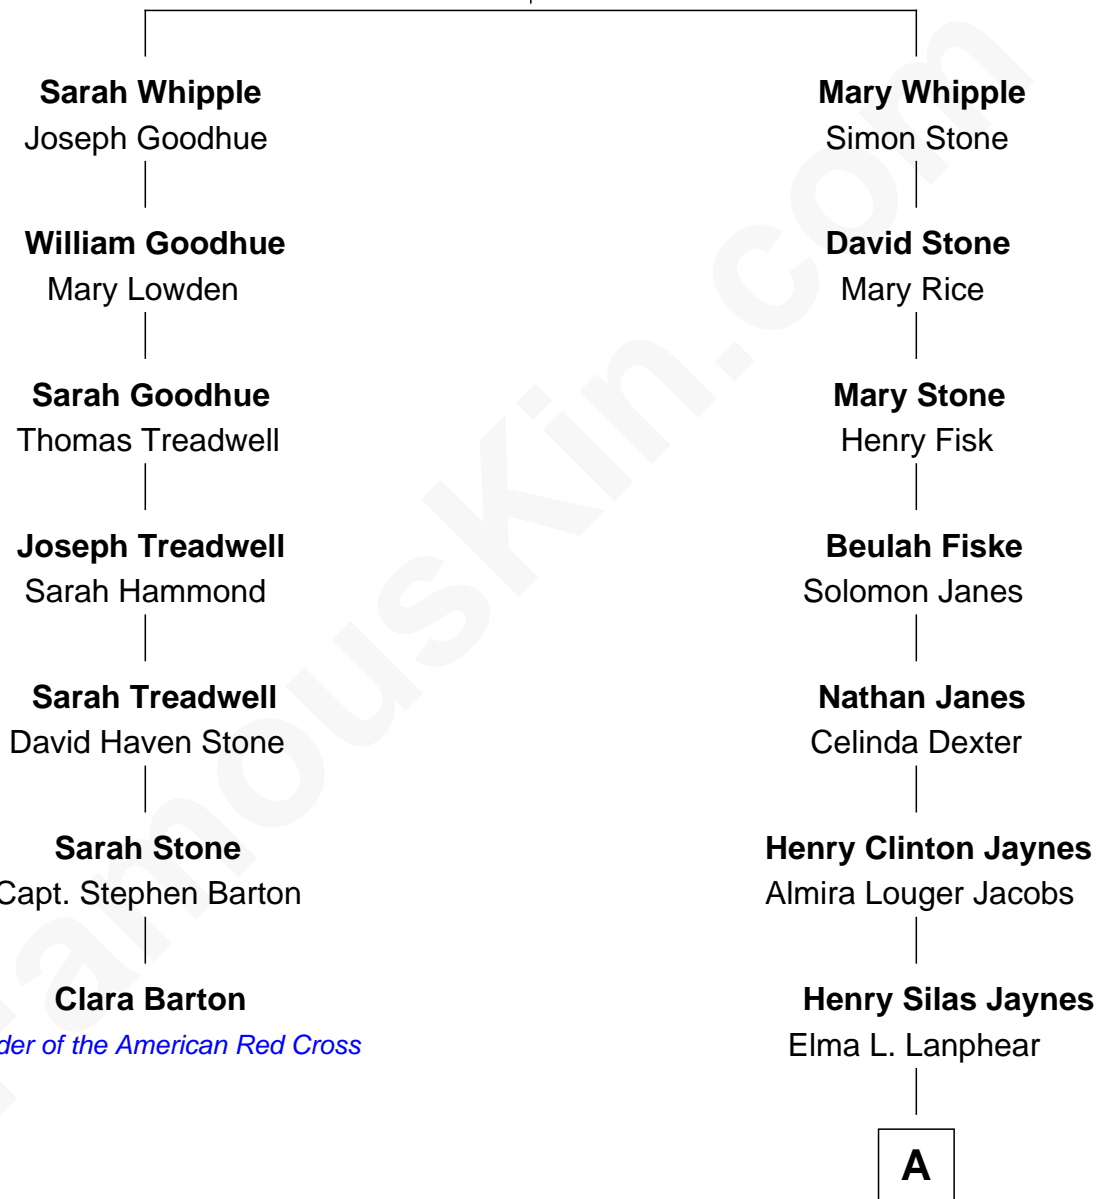 Sarah Whipple
Joseph Goodhue
William Goodhue
Mary Lowden
Sarah Goodhue
Thomas Treadwell
Joseph Treadwell
Sarah Hammond
Sarah Treadwell
David Haven Stone
Sarah Stone
Capt. Stephen Barton
Clara Barton
der of the American Red Cross
Mary Whipple
Simon Stone
David Stone
Mary Rice
Mary Stone
Henry Fisk
Beulah Fiske
Solomon Janes
Nathan Janes
Celinda Dexter
Henry Clinton Jaynes
Almira Louger Jacobs
Henry Silas Jaynes
Elma L. Lanphear
A
FamousKin.com